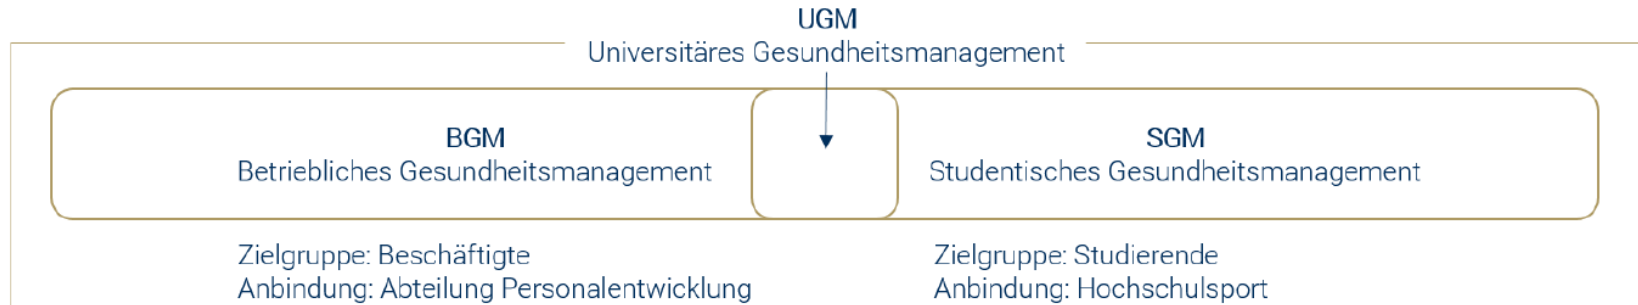 UGM
Universitäres Gesundheitsmanagement
BGM
Betriebliches Gesundheitsmanagement
SGM
Studentisches Gesundheitsmanagement
Zielgruppe: Beschäftigte
Anbindung: Abteilung Personalentwicklung
Zielgruppe: Studierende
Anbindung: Hochschulsport